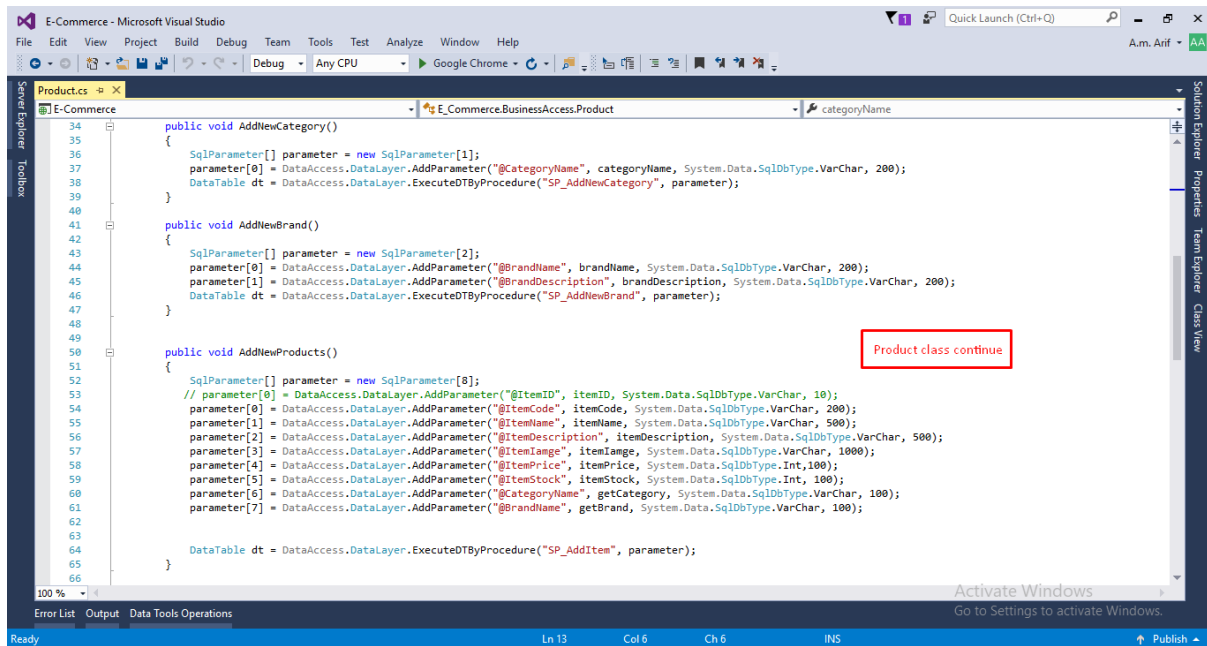 E-Commerce - Microsoft Visual Studio
1
Quick Launch (Ctrl+Q)
File Edit View Project Build Debug Team Tools Test Analyze Window Help
A.m. Arif AA
Debug Any CPU Google Chrome
Server Explorer
Toolbox
Product.cs
E-Commerce E_Commerce.BusinessAccess.Product categoryName
34 public void AddNewCategory()
35 {
36 SqlParameter[] parameter = new SqlParameter[1];
37 parameter[0] = DataAccess.DataLayer.AddParameter("@CategoryName", categoryName, System.Data.SqlDbType.VarChar, 200);
38 DataTable dt = DataAccess.DataLayer.ExecuteDTByProcedure("SP_AddNewCategory", parameter);
39 }
40
41 public void AddNewBrand()
42 {
43 SqlParameter[] parameter = new SqlParameter[2];
44 parameter[0] = DataAccess.DataLayer.AddParameter("@BrandName", brandName, System.Data.SqlDbType.VarChar, 200);
45 parameter[1] = DataAccess.DataLayer.AddParameter("@BrandDescription", brandDescription, System.Data.SqlDbType.VarChar, 200);
46 DataTable dt = DataAccess.DataLayer.ExecuteDTByProcedure("SP_AddNewBrand", parameter);
47 }
48
49
Product class continue
50 public void AddNewProducts()
51 {
52 SqlParameter[] parameter = new SqlParameter[8];
53 // parameter[0] = DataAccess.DataLayer.AddParameter("@ItemID", itemID, System.Data.SqlDbType.VarChar, 10);
54 parameter[0] = DataAccess.DataLayer.AddParameter("@ItemCode", itemCode, System.Data.SqlDbType.VarChar, 200);
55 parameter[1] = DataAccess.DataLayer.AddParameter("@ItemName", itemName, System.Data.SqlDbType.VarChar, 500);
56 parameter[2] = DataAccess.DataLayer.AddParameter("@ItemDescription", itemDescription, System.Data.SqlDbType.VarChar, 500);
57 parameter[3] = DataAccess.DataLayer.AddParameter("@ItemIamge", itemIamge, System.Data.SqlDbType.VarChar, 1000);
58 parameter[4] = DataAccess.DataLayer.AddParameter("@ItemPrice", itemPrice, System.Data.SqlDbType.Int,100);
59 parameter[5] = DataAccess.DataLayer.AddParameter("@ItemStock", itemStock, System.Data.SqlDbType.Int, 100);
60 parameter[6] = DataAccess.DataLayer.AddParameter("@CategoryName", getCategory, System.Data.SqlDbType.VarChar, 100);
61 parameter[7] = DataAccess.DataLayer.AddParameter("@BrandName", getBrand, System.Data.SqlDbType.VarChar, 100);
62
63
64 DataTable dt = DataAccess.DataLayer.ExecuteDTByProcedure("SP_AddItem", parameter);
65 }
66
Solution Explorer
Properties
Team Explorer
Class View
100 %
Activate Windows
Go to Settings to activate Windows.
Error List Output Data Tools Operations
Ready Ln 13 Col 6 Ch 6 INS Publish